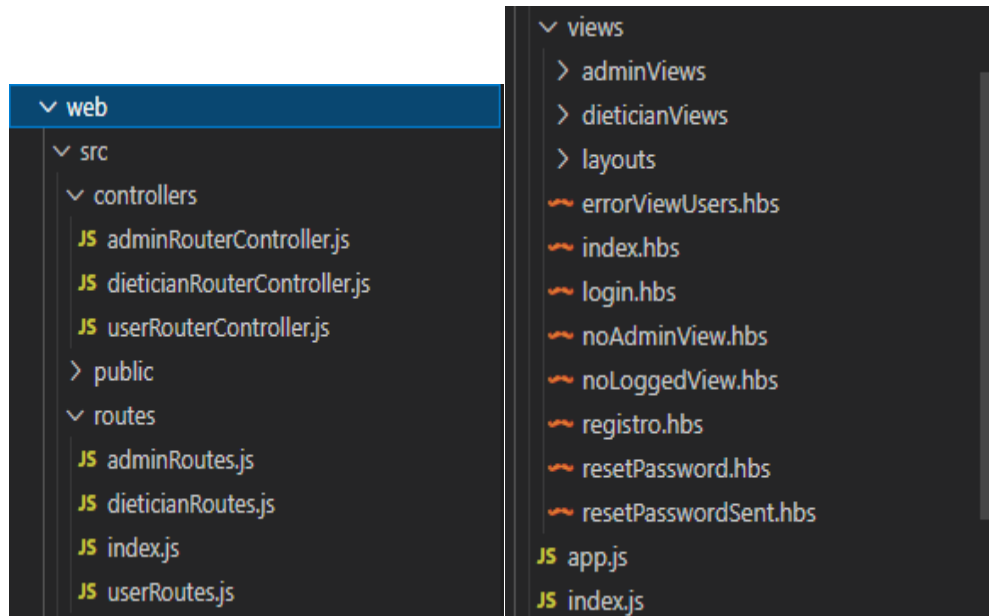 web
src
controllers
JS adminRouterController.js
JS dieticianRouterController.js
JS userRouterController.js
public
routes
JS adminRoutes.js
JS dieticianRoutes.js
JS index.js
JS userRoutes.js
views
adminViews
dieticianViews
layouts
errorViewUsers.hbs
index.hbs
login.hbs
noAdminView.hbs
noLoggedView.hbs
registro.hbs
resetPassword.hbs
resetPasswordSent.hbs
JS app.js
JS index.js